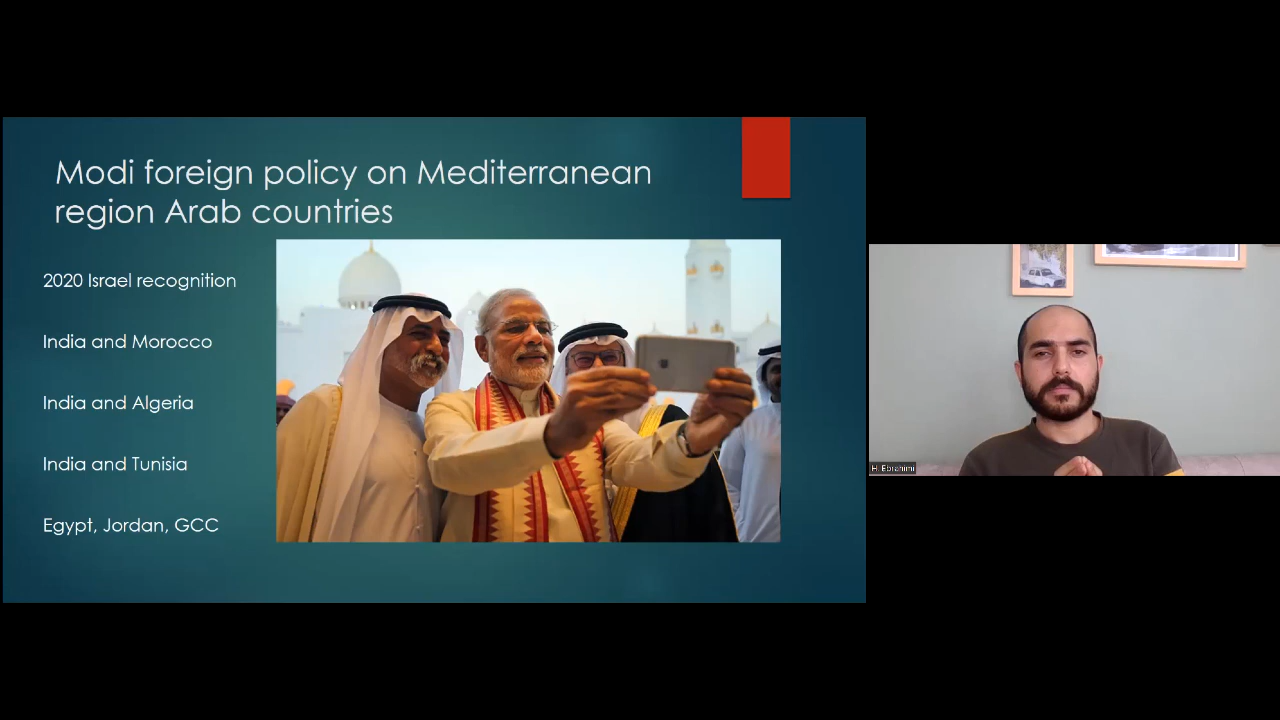 Modi foreign policy on Mediterranean
region Arab countries
2020 Israel recognition
India and Morocco
India and Algeria
India and Tunisia
Egypt, Jordan, GCC
H. Ebrahimi